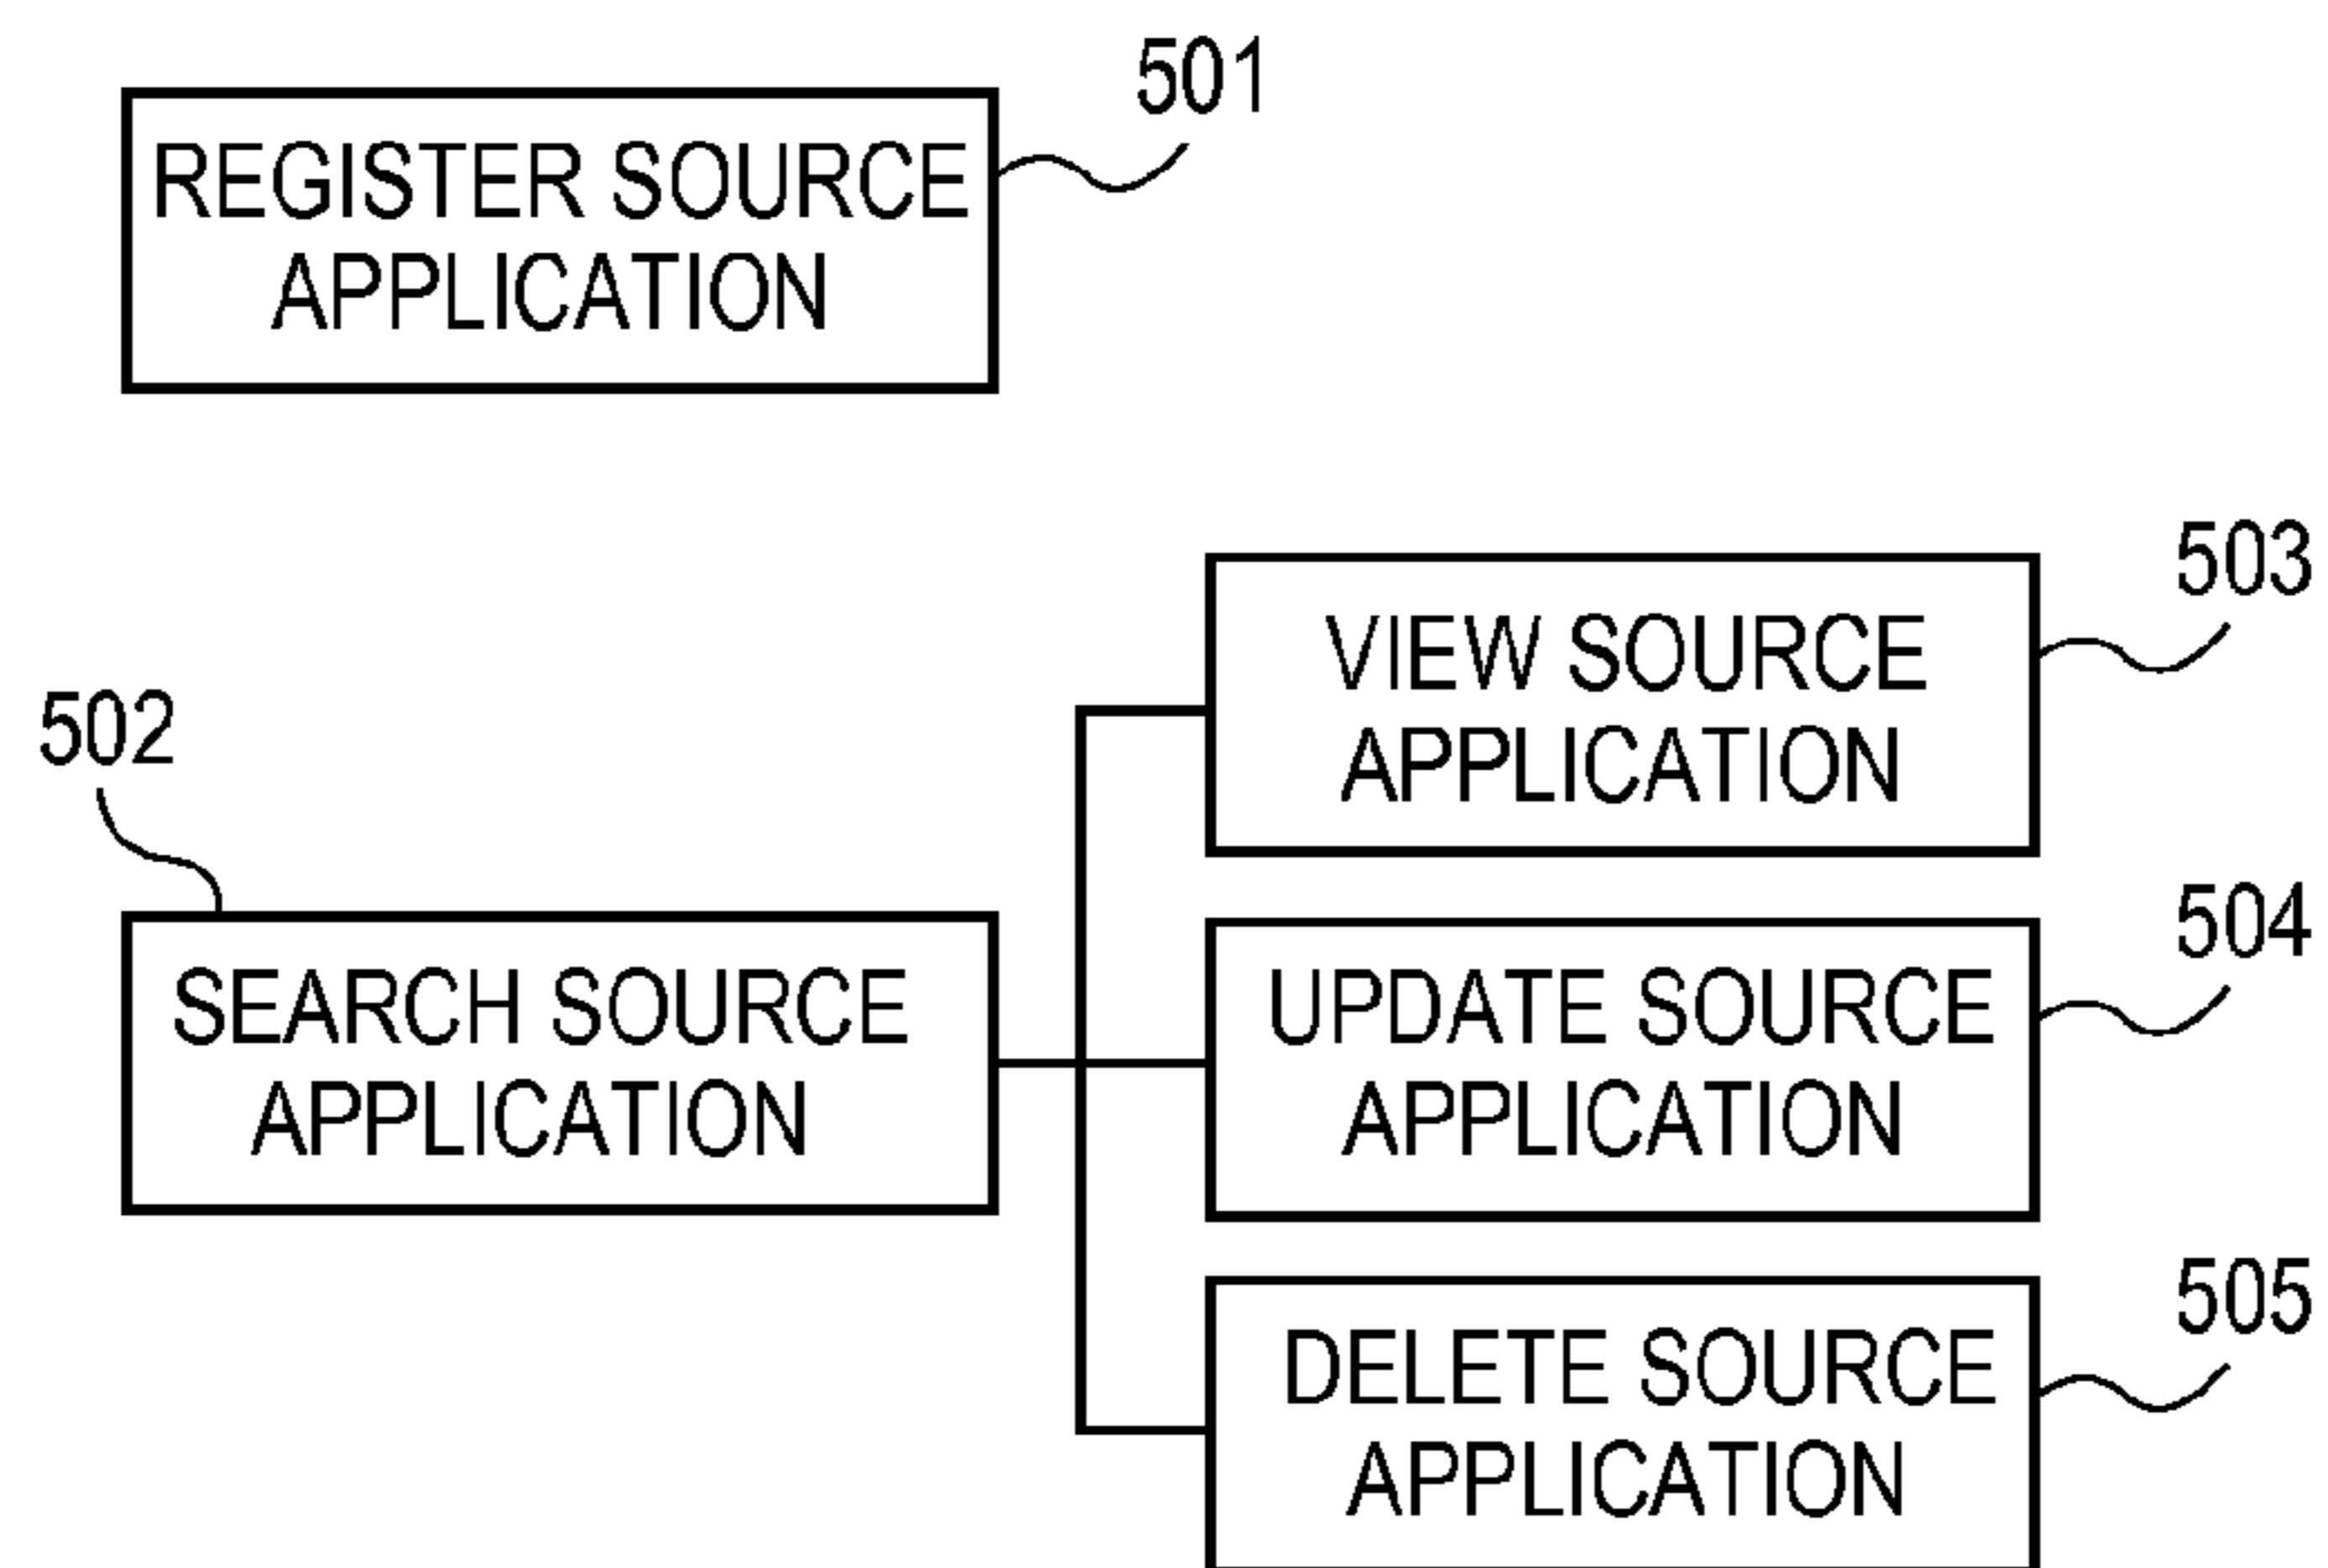 501
REGISTER SOURCE
APPLICATION
503
VIEW SOURCE
APPLICATION
502
SEARCH SOURCE
APPLICATION
504
UPDATE SOURCE
APPLICATION
505
DELETE SOURCE
APPLICATION